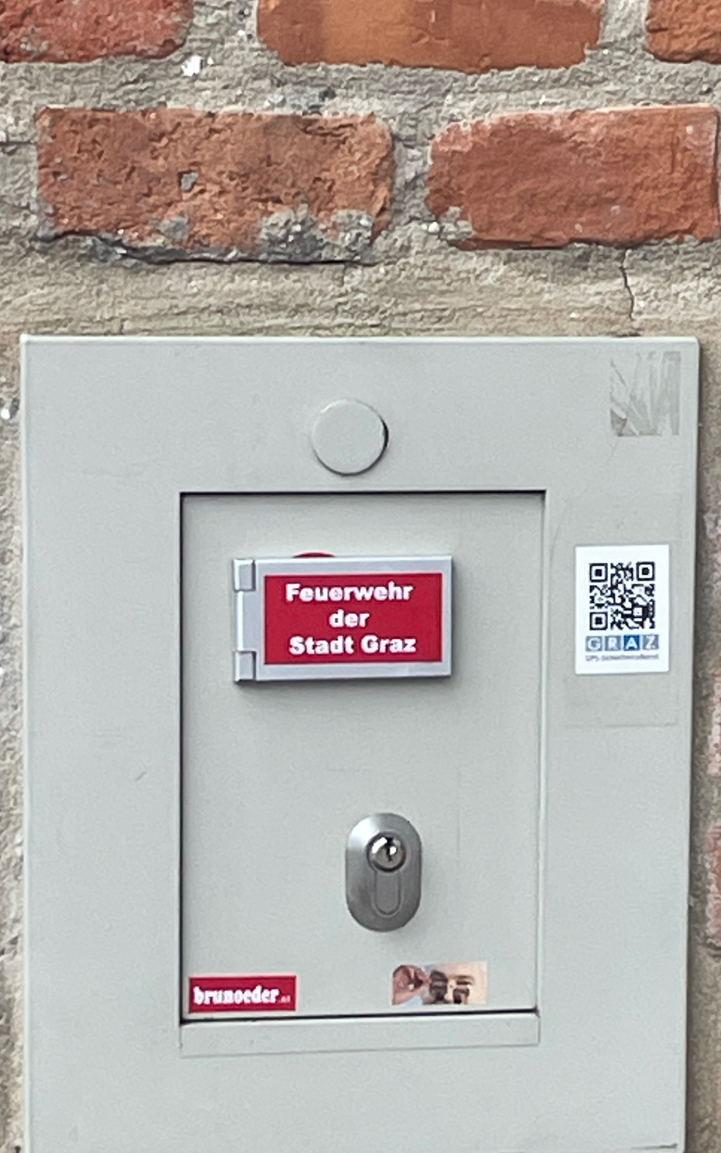 Feuerwehr
der
Stadt Graz
GRAZ
brunoeder.at